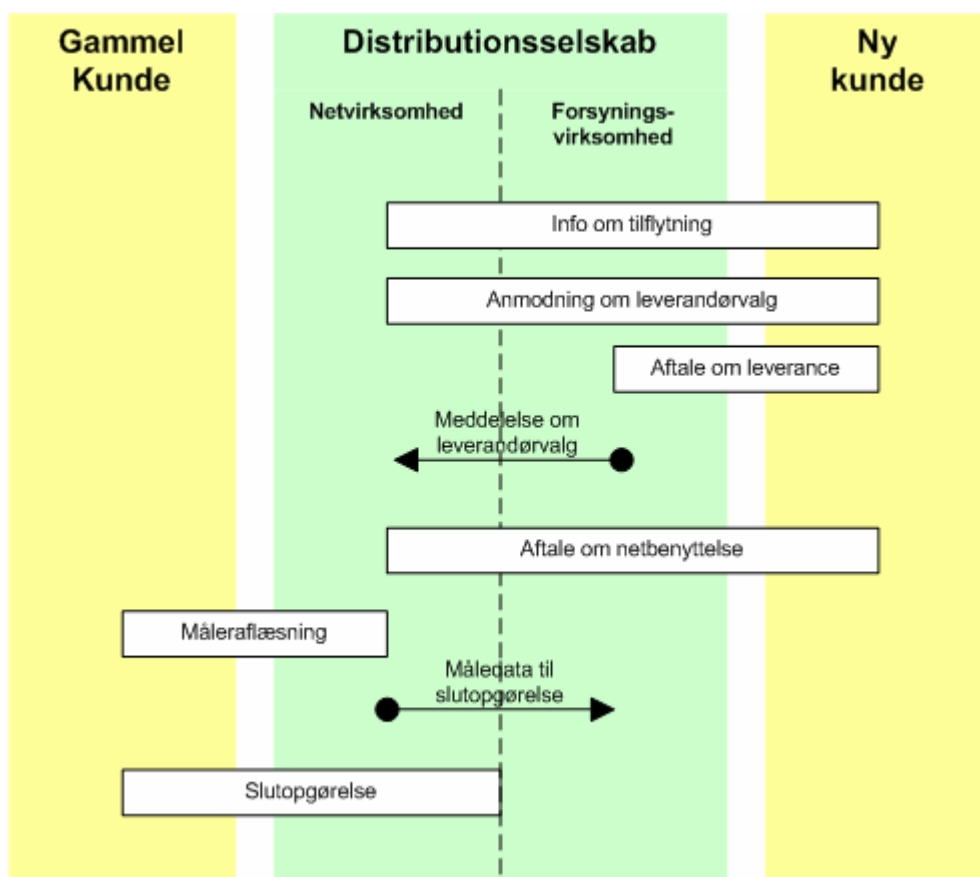 Gammel
Kunde
Distributionsselskab
Ny
kunde
Netvirksomhed
Forsynings-
virksomhed
Info om tilflytning
Anmodning om leverandørvalg
Aftale om leverance
Meddelelse om
leverandørvalg
Aftale om netbenyttelse
Måleraflæsning
Måledata til
slutopgørelse
Slutopgørelse